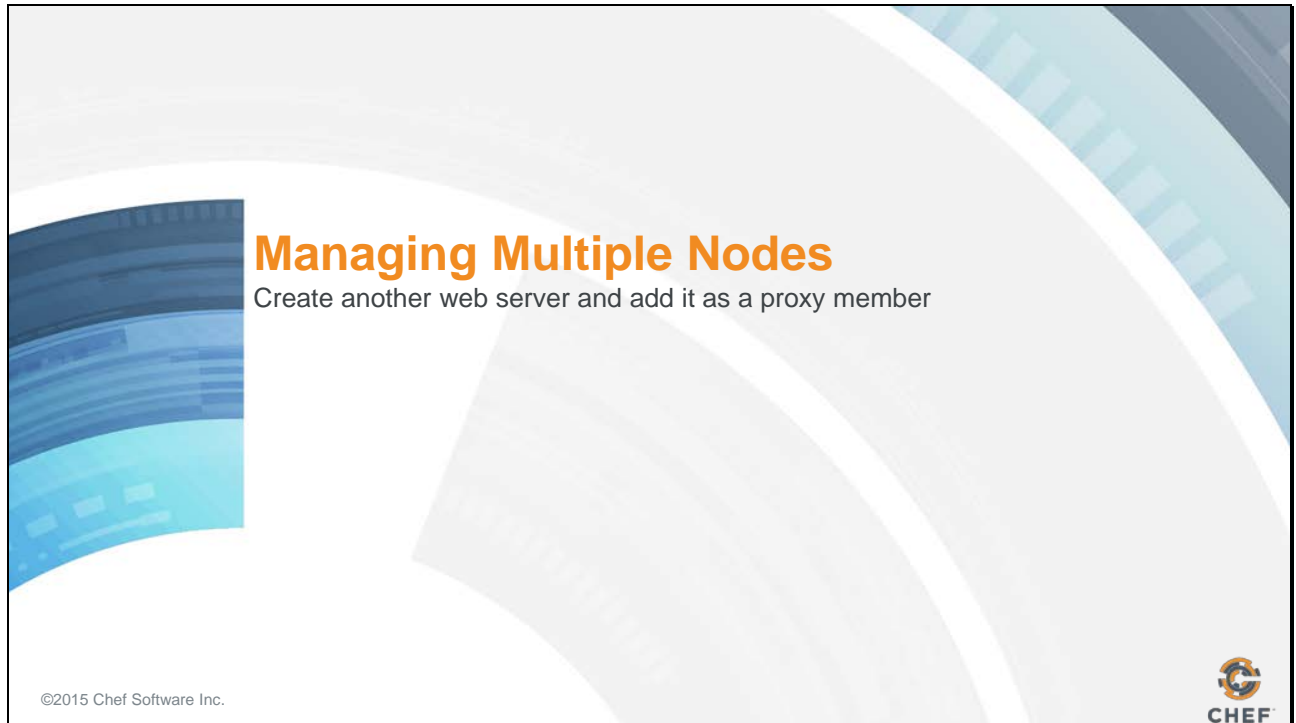 Managing Multiple Nodes
Create another web server and add it as a proxy member
©2015 Chef Software Inc.
CHEF